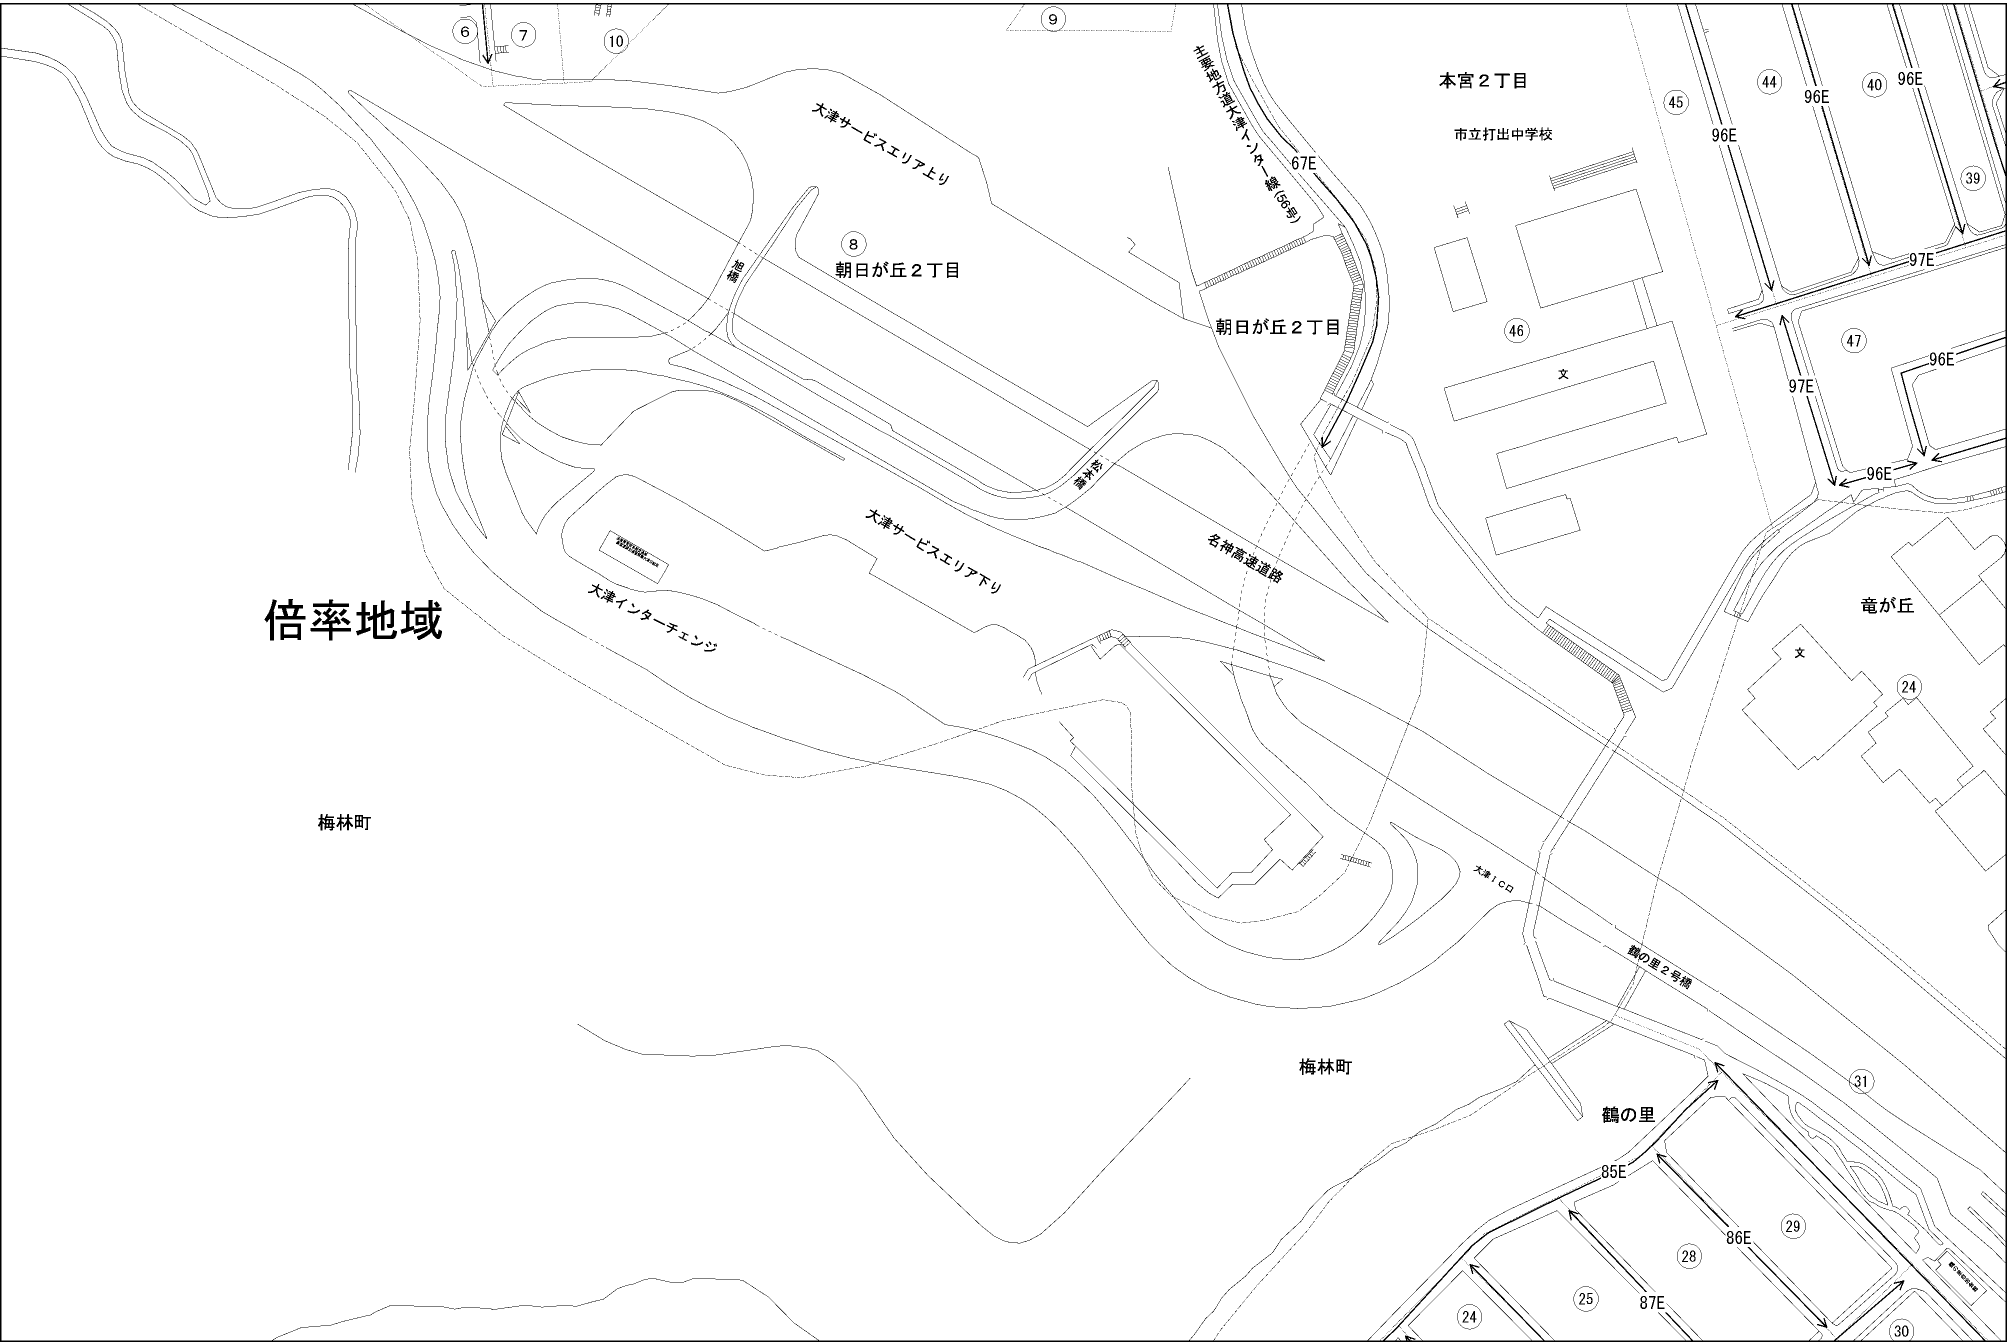 6
7
10
9
主要地方道大津インター線(56号)
本宮２丁目
市立打出中学校
45
44
40
39
96E
96E
96E
67E
97E
大津サービスエリア上り
8
朝日が丘２丁目
旭橋
朝日が丘２丁目
46
文
47
96E
97E
96E
松本橋
大津サービスエリア下り
名神高速道路
大津インターチェンジ
倍率地域
竜が丘
文
24
梅林町
大津ＩＣ口
鶴の里２号橋
梅林町
31
鶴の里
85E
86E
87E
29
28
25
24
30